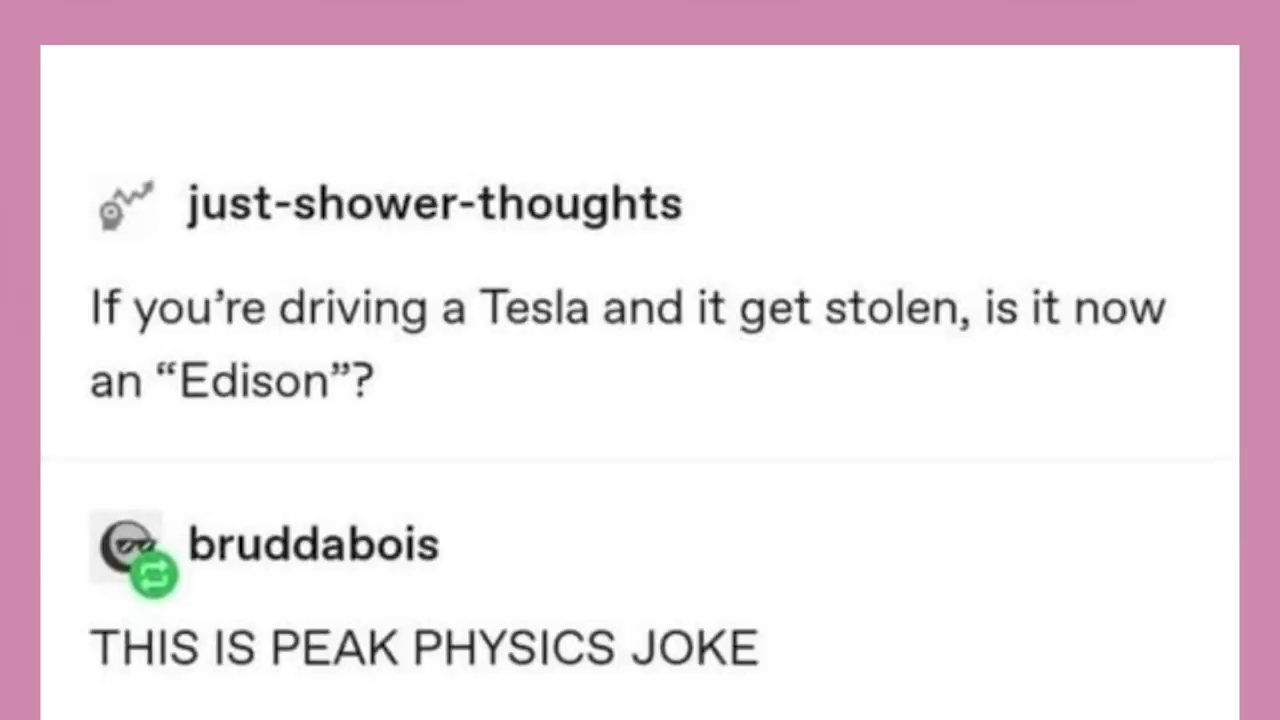 just-shower-thoughts
If you’re driving a Tesla and it get stolen, is it now
an “Edison”?
bruddabois
THIS IS PEAK PHYSICS JOKE